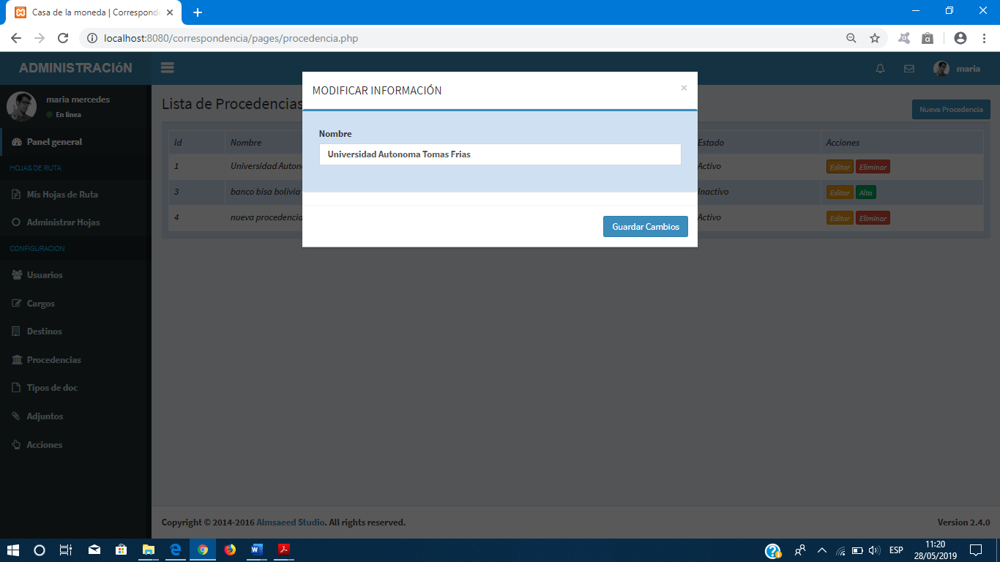 Casa de la moneda | Corresponde
localhost:8080/correspondencia/pages/procedencia.php
ADMINISTRACIóN
maria
maria mercedes
En linea
Panel general
HOJAS DE RUTA
Mis Hojas de Ruta
Administrar Hojas
CONFIGURACION
Usuarios
Cargos
Destinos
Procedencias
Tipos de doc
Adjuntos
Acciones
Lista de Procedencias
Nueva Procedencia
Id Nombre Estado Acciones
1 Universidad Auton Activo Editar Eliminar
3 banco bisa bolivia Inactivo Editar Alta
4 nueva procedencia Activo Editar Eliminar
MODIFICAR INFORMACIÓN ×
Nombre
Universidad Autonoma Tomas Frias
Guardar Cambios
Copyright © 2014-2016 Almsaeed Studio. All rights reserved.
Version 2.4.0
ESP
11:20
28/05/2019